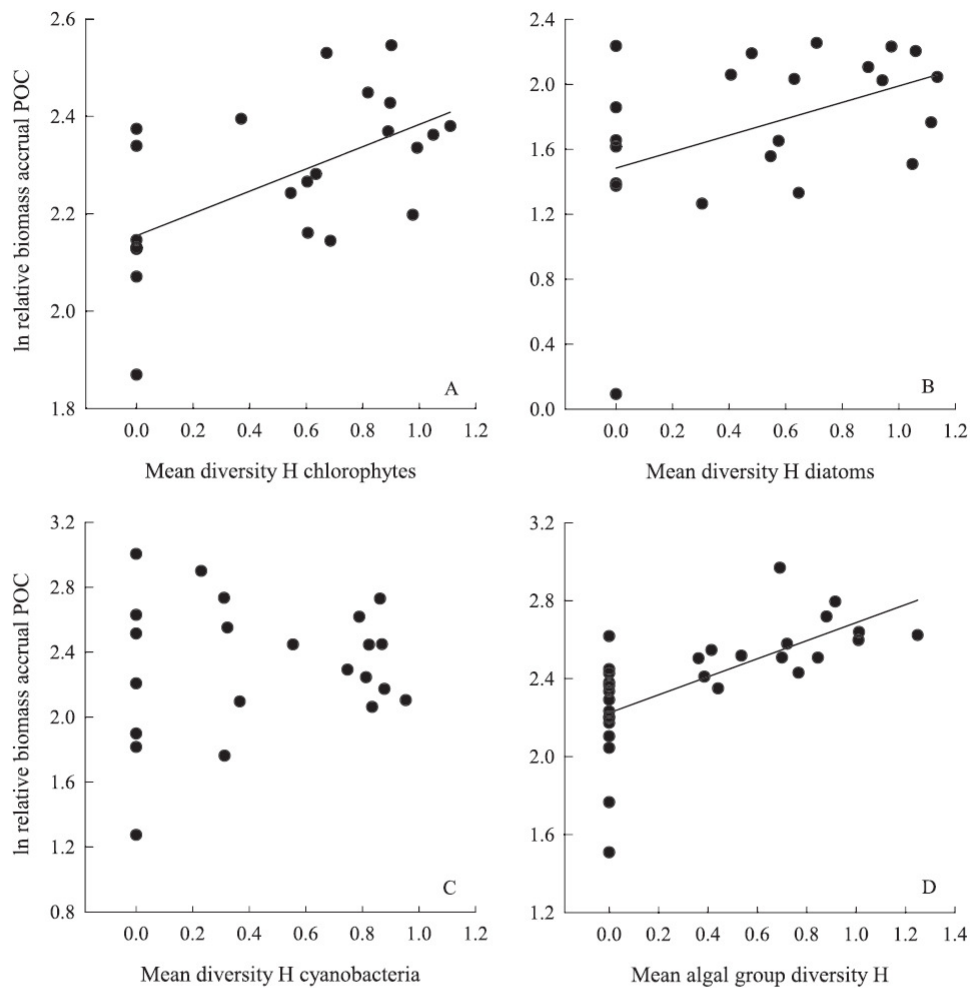 2.6
2.4
2.2
2.0
1.8
0.0 0.2 0.4 0.6 0.8 1.0 1.2
ln relative biomass accrual POC
A
Mean diversity H chlorophytes
2.4
2.0
1.6
1.2
0.8
0.4
0.0
0.0 0.2 0.4 0.6 0.8 1.0 1.2
B
Mean diversity H diatoms
3.2
2.8
2.4
2.0
1.6
1.2
0.8
0.0 0.2 0.4 0.6 0.8 1.0 1.2
ln relative biomass accrual POC
C
Mean diversity H cyanobacteria
3.2
2.8
2.4
2.0
1.6
1.2
0.0 0.2 0.4 0.6 0.8 1.0 1.2 1.4
D
Mean algal group diversity H